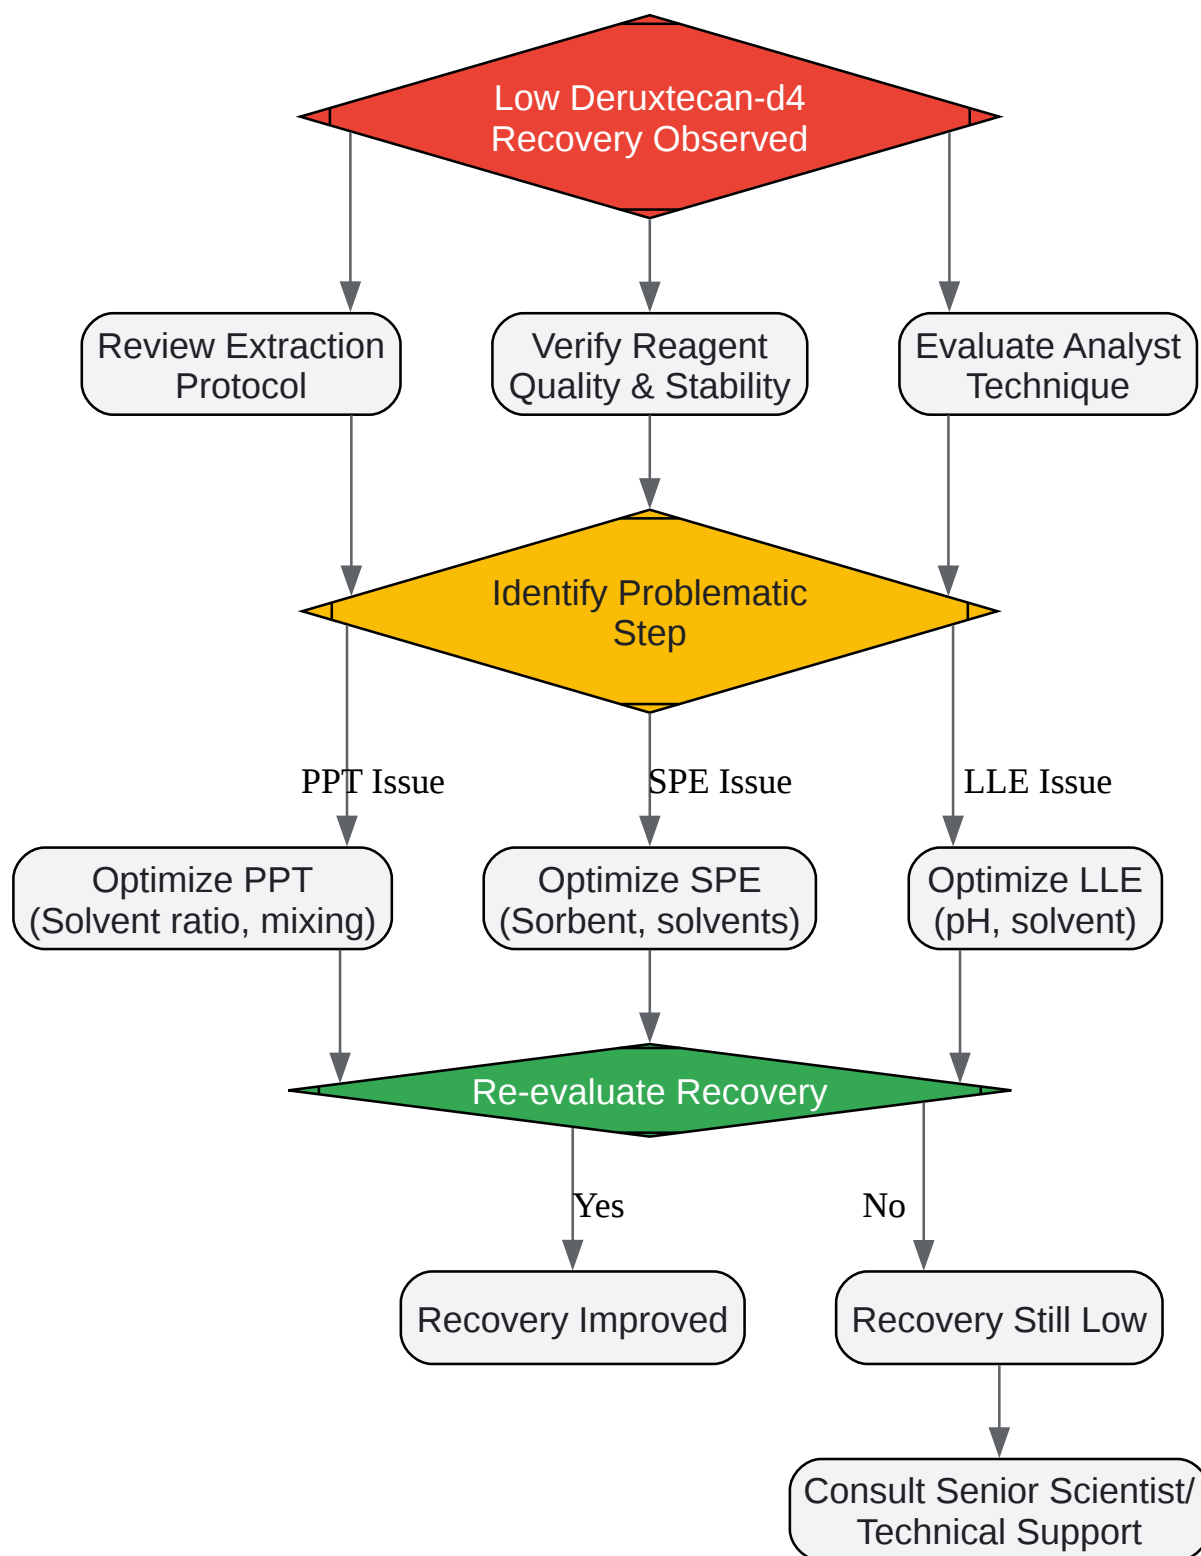 Low Deruxtecan-d4
Recovery Observed
Review Extraction
Protocol
Verify Reagent
Quality & Stability
Evaluate Analyst
Technique
Identify Problematic
Step
PPT Issue
SPE Issue
LLE Issue
Optimize PPT
(Solvent ratio, mixing)
Optimize SPE
(Sorbent, solvents)
Optimize LLE
(pH, solvent)
Re-evaluate Recovery
Yes
No
Recovery Improved
Recovery Still Low
Consult Senior Scientist/
Technical Support